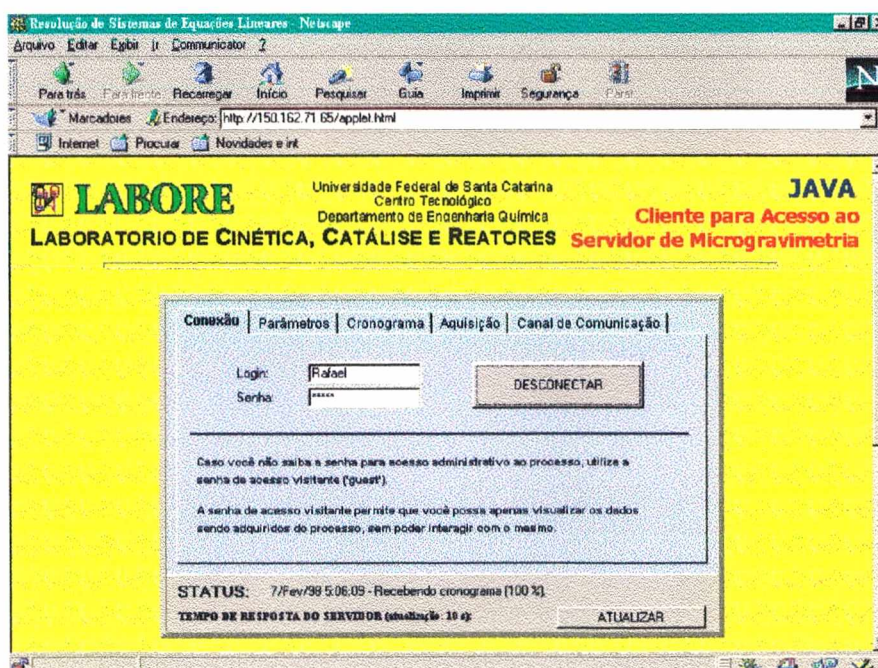 Resolução de Sistemas de Equações Lineares - Netscape
Arquivo Editar Exibir Ir Communicator ?
Para trás Para frente Recarregar Início Pesquisar Guia Imprimir Segurança Parar
N
Marcadores Endereço: http://150.162.71.65/applet.html
Internet Procurar Novidades e int
LABORE
Universidade Federal de Santa Catarina
Centro Tecnológico
Departamento de Engenharia Química
LABORATORIO DE CINÉTICA, CATÁLISE E REATORES
JAVA
Cliente para Acesso ao
Servidor de Microgravimetria
Conexão Parâmetros Cronograma Aquisição Canal de Comunicação
Login: Rafael
Senha: *****
DESCONECTAR
Caso você não saiba a senha para acesso administrativo ao processo, utilize a
senha de acesso visitante ('guest').
A senha de acesso visitante permite que você possa apenas visualizar os dados
sendo adquiridos do processo, sem poder interagir com o mesmo.
STATUS: 7/Fev/98 5:06:09 - Recebendo cronograma (100 %).
TEMPO DE RESPOSTA DO SERVIDOR (atualização: 10 s):
ATUALIZAR